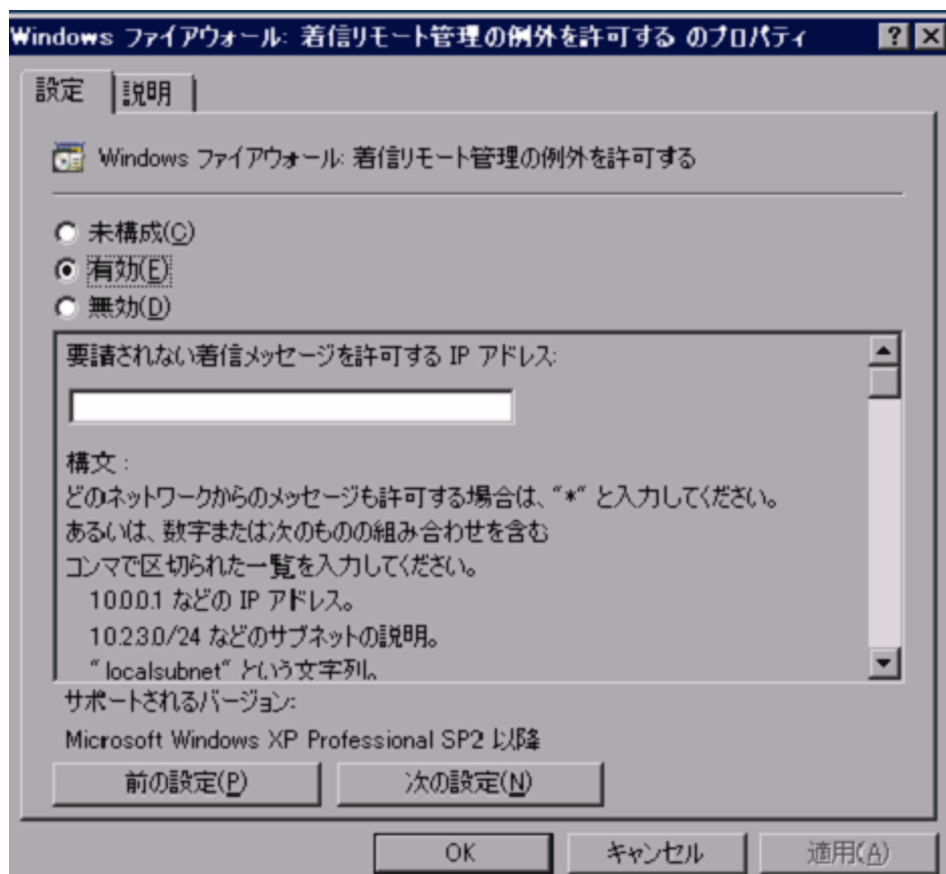 Windows ファイアウォール: 着信リモート管理の例外を許可する のプロパティ
設定 説明
Windows ファイアウォール: 着信リモート管理の例外を許可する
未構成(C)
有効(E)
無効(D)
要請されない着信メッセージを許可する IP アドレス:
構文 :
どのネットワークからのメッセージも許可する場合は、"*" と入力してください。
あるいは、数字または次のものの組み合わせを含む
コンマで区切られた一覧を入力してください。
10.0.0.1 などの IP アドレス。
10.2.3.0/24 などのサブネットの説明。
"localsubnet" という文字列。
サポートされるバージョン:
Microsoft Windows XP Professional SP2 以降
前の設定(P) 次の設定(N)
OK キャンセル 適用(A)